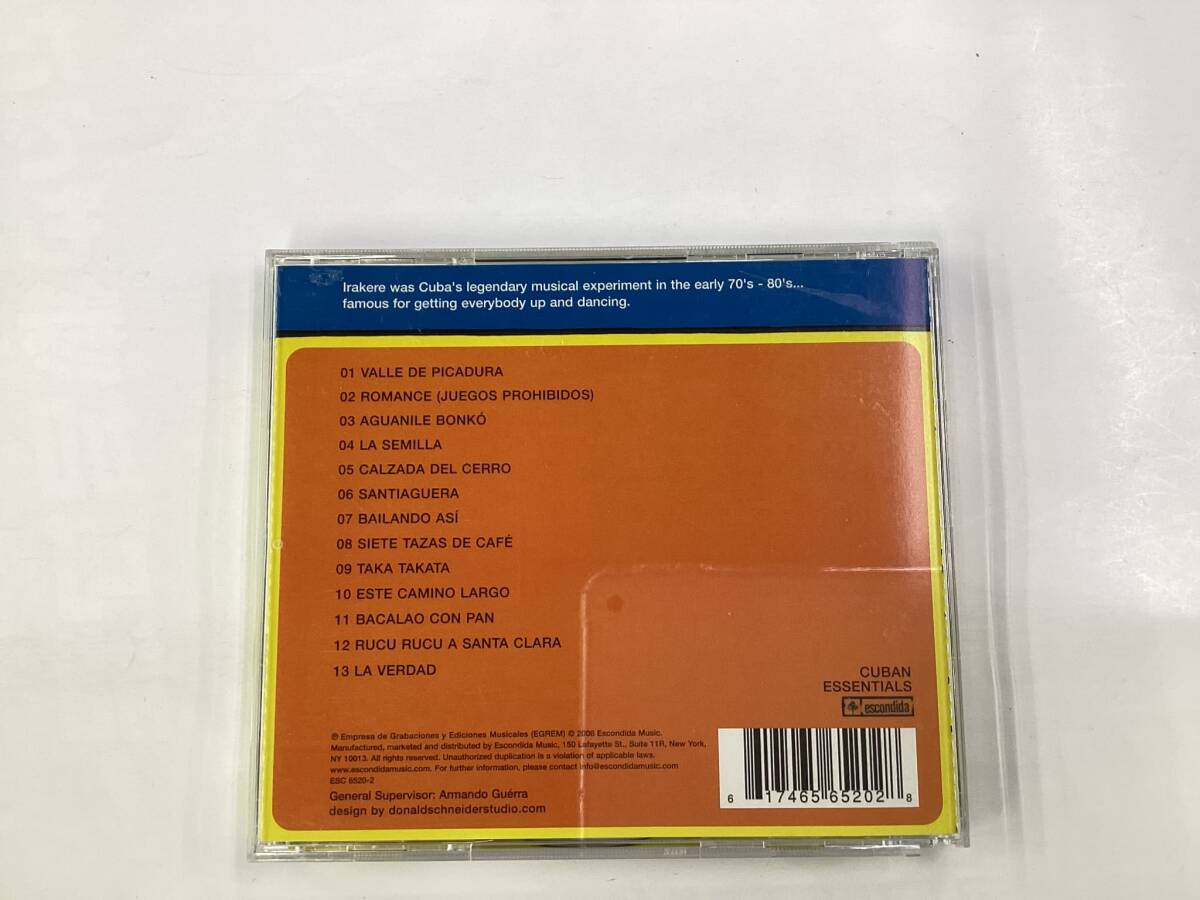 Irakere was Cuba's legendary musical experiment in the early 70's - 80's...
famous for getting everybody up and dancing.
01 VALLE DE PICADURA
02 ROMANCE (JUEGOS PROHIBIDOS)
03 AGUANILE BONKÓ
04 LA SEMILLA
05 CALZADA DEL CERRO
06 SANTIAGUERA
07 BAILANDO ASÍ
08 SIETE TAZAS DE CAFÉ
09 TAKA TAKATA
10 ESTE CAMINO LARGO
11 BACALAO CON PAN
12 RUCU RUCU A SANTA CLARA
13 LA VERDAD
CUBAN
ESSENTIALS
escondida
℗ Empresa de Grabaciones y Ediciones Musicales (EGREM) © 2006 Escondida Music.
Manufactured, marketed and distributed by Escondida Music, 150 Lafayette St., Suite 11R, New York,
NY 10013. All rights reserved. Unauthorized duplication is a violation of applicable laws.
www.escondidamusic.com. For further information, please contact info@escondidamusic.com
ESC 6520-2
General Supervisor: Armando Guérra
design by donaldschneiderstudio.com
6 17465 65202 8